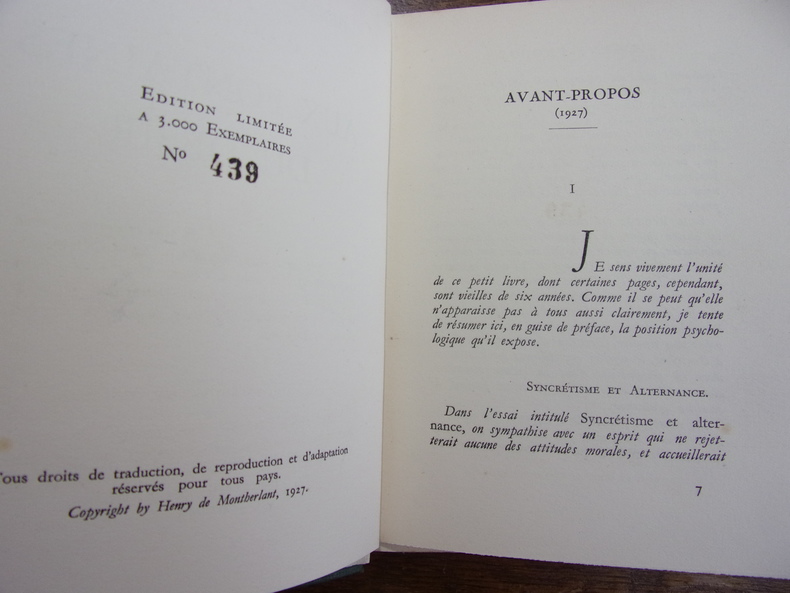 EDITION LIMITÉE
A 3.000 EXEMPLAIRES
No 439
Tous droits de traduction, de reproduction et d'adaptation
réservés pour tous pays.
Copyright by Henry de Montherlant, 1927.
AVANT-PROPOS
(1927)
I
JE sens vivement l'unité
de ce petit livre, dont certaines pages, cependant,
sont vieilles de six années. Comme il se peut qu'elle
n'apparaisse pas à tous aussi clairement, je tente
de résumer ici, en guise de préface, la position psycho-
logique qu'il expose.
SYNCRÉTISME ET ALTERNANCE.
Dans l'essai intitulé Syncrétisme et alter-
nance, on sympathise avec un esprit qui ne rejet-
terait aucune des attitudes morales, et accueillerait
7